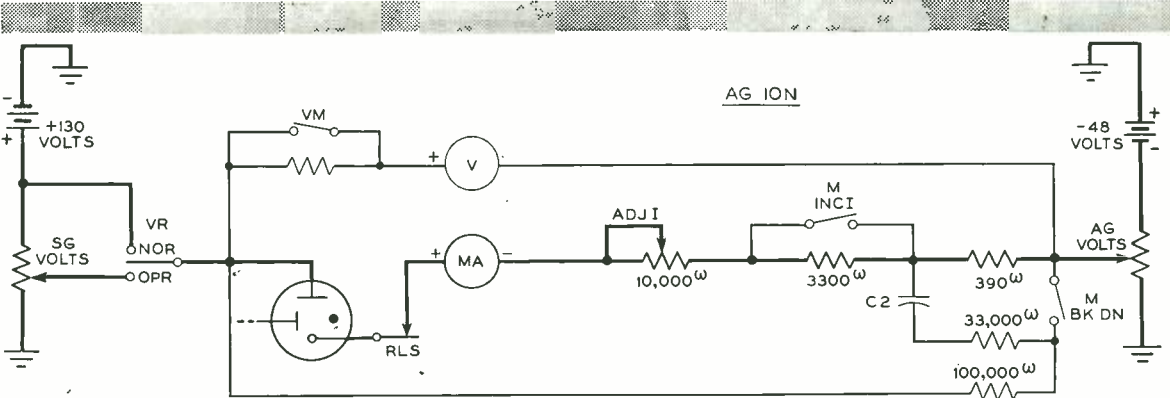 AG ION
-
+130
VOLTS
+
+
-48
VOLTS
-
VM
+
V
M
INCI
VR
SG
VOLTS
NOR
OPR
ADJ I
AG
VOLTS
+
MA
-
10,000ω
3300ω
390ω
C2
M
BK DN
33,000ω
RLS
100,000ω